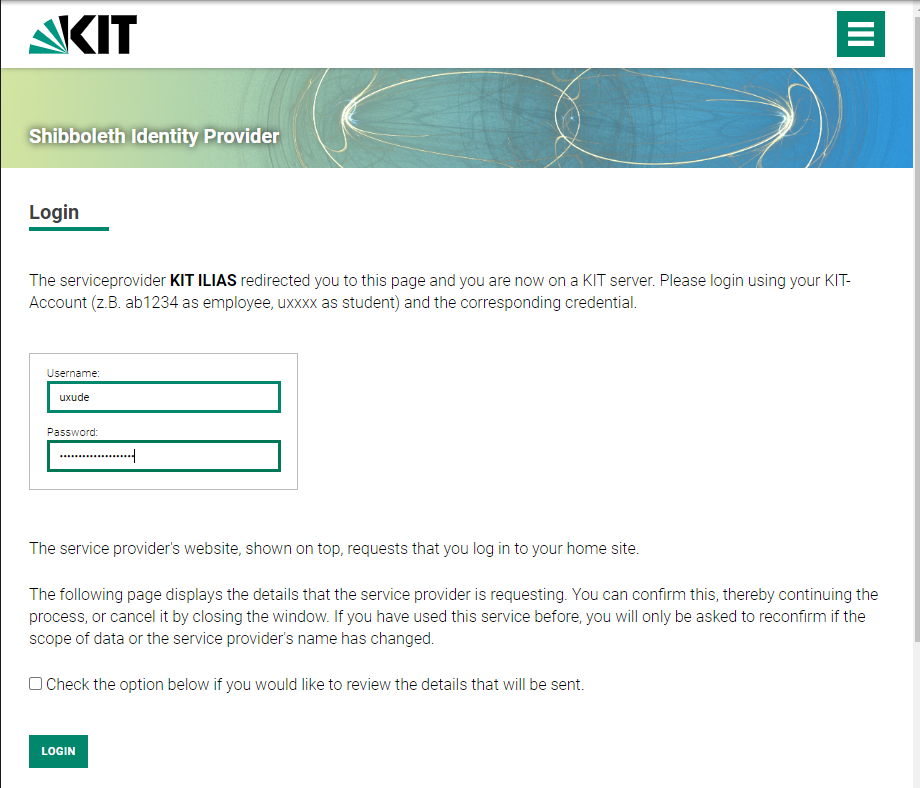 KIT
Shibboleth Identity Provider
Login
The serviceprovider KIT ILIAS redirected you to this page and you are now on a KIT server. Please login using your KIT-
Account (z.B. ab1234 as employee, uxxxx as student) and the corresponding credential.
Username:
uxude
Password:
The service provider's website, shown on top, requests that you log in to your home site.
The following page displays the details that the service provider is requesting. You can confirm this, thereby continuing the
process, or cancel it by closing the window. If you have used this service before, you will only be asked to reconfirm if the
scope of data or the service provider's name has changed.
Check the option below if you would like to review the details that will be sent.
LOGIN